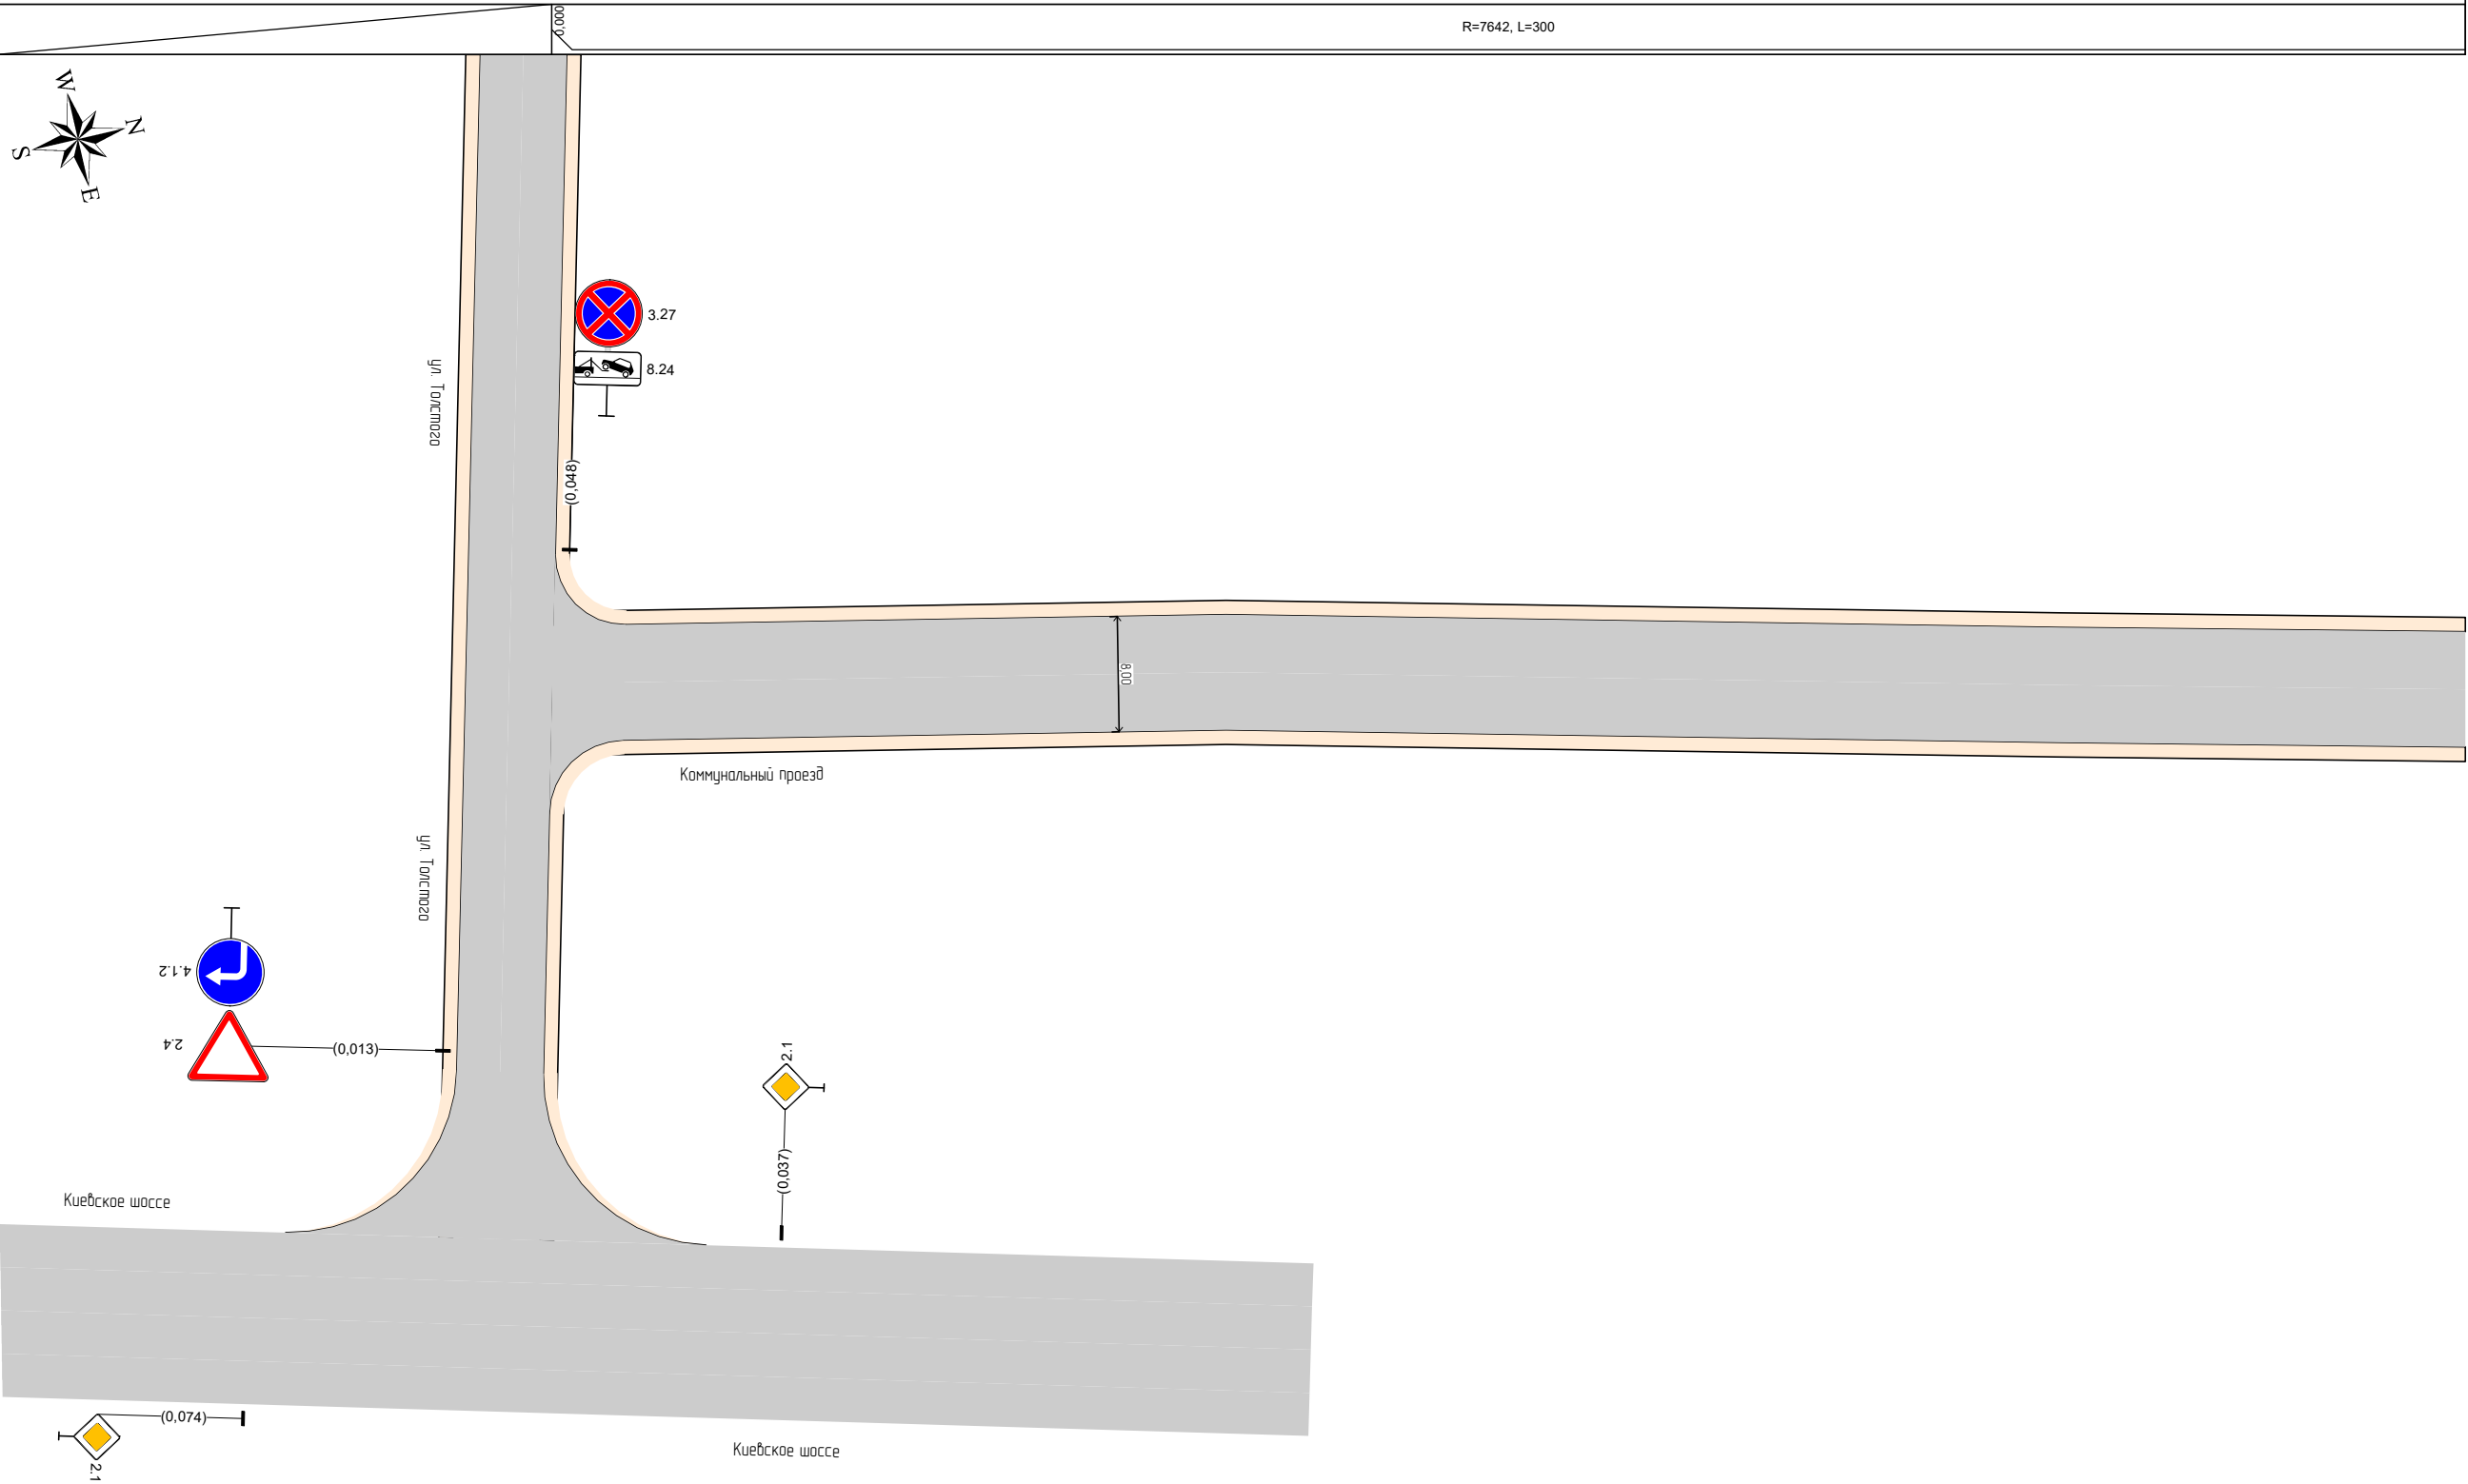 0,000
R=7642, L=300
W
N
S
E
3.27
8.24
ул. Толстого
(0,048)
8,00
Коммунальный проезд
ул. Толстого
4.1.2
2.4
(0,013)
2.1
(0,037)
Киевское шоссе
(0,074)
2.1
Киевское шоссе